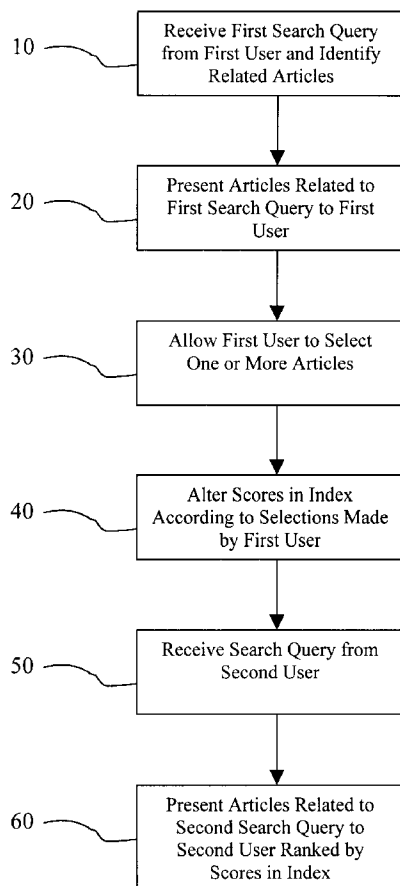 10
Receive First Search Query
from First User and Identify
Related Articles
20
Present Articles Related to
First Search Query to First
User
30
Allow First User to Select
One or More Articles
40
Alter Scores in Index
According to Selections Made
by First User
50
Receive Search Query from
Second User
60
Present Articles Related to
Second Search Query to
Second User Ranked by
Scores in Index